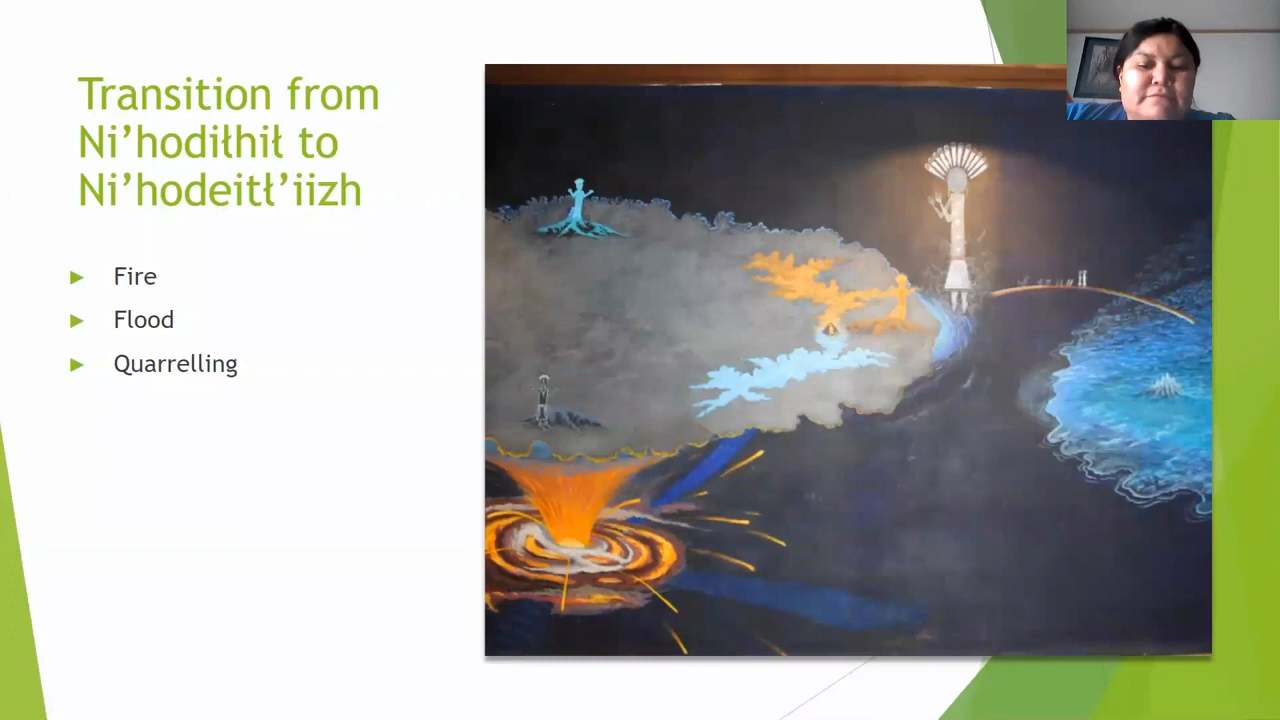 Transition from
Ni’hodiłhił to
Ni’hodeitł’iizh
Fire
Flood
Quarrelling